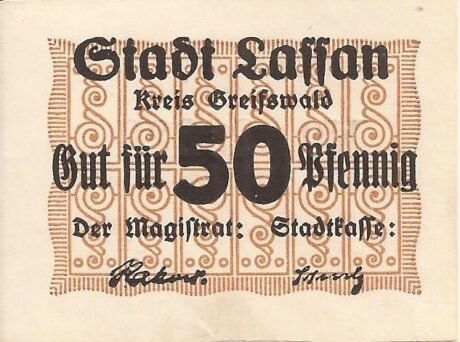 Stadt Lassan
Kreis Greifswald
Gut für 50 Pfennig
Der Magistrat: Stadtkasse: